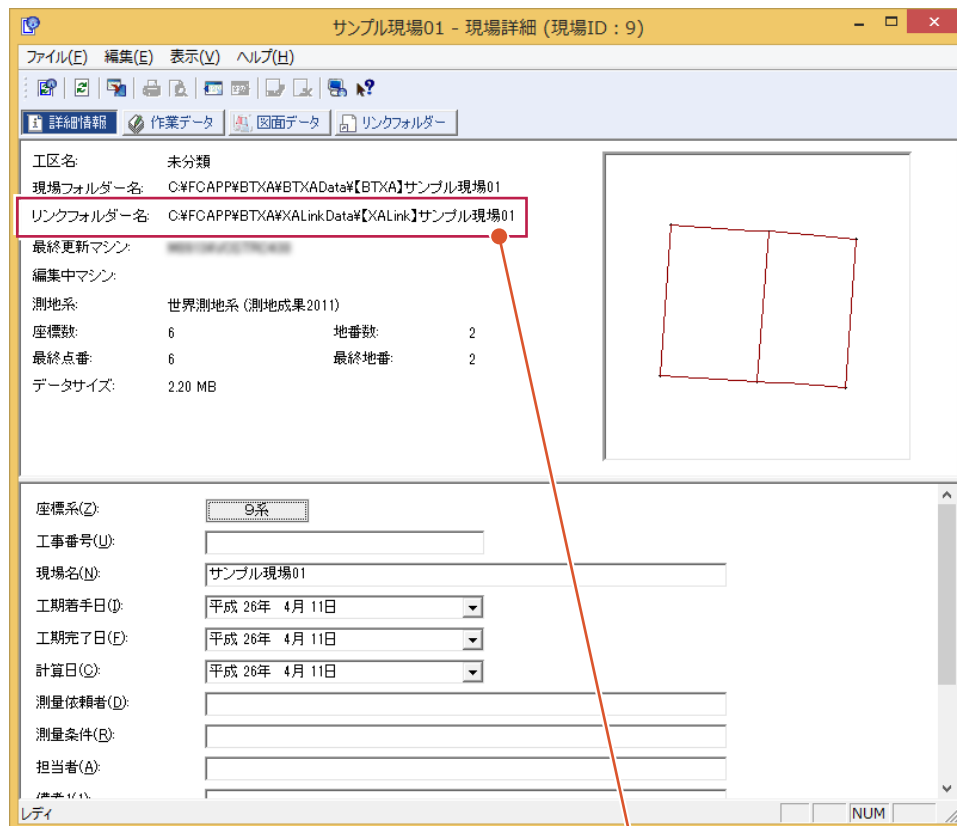 サンプル現場01 - 現場詳細 (現場ID : 9)
ファイル(F) 編集(E) 表示(V) ヘルプ(H)
詳細情報 作業データ 図面データ リンクフォルダー
工区名: 未分類
現場フォルダー名: C:¥FCAPP¥BTXA¥BTXAData¥【BTXA】サンプル現場01
リンクフォルダー名: C:¥FCAPP¥BTXA¥XALinkData¥【XALink】サンプル現場01
最終更新マシン:
編集中マシン:
測地系: 世界測地系 (測地成果2011)
座標数: 6 地番数: 2
最終点番: 6 最終地番: 2
データサイズ: 2.20 MB
座標系(Z): 9系
工事番号(U):
現場名(N): サンプル現場01
工期着手日(I): 平成 26年 4月 11日
工期完了日(F): 平成 26年 4月 11日
計算日(C): 平成 26年 4月 11日
測量依頼者(D):
測量条件(R):
担当者(A):
レディ NUM